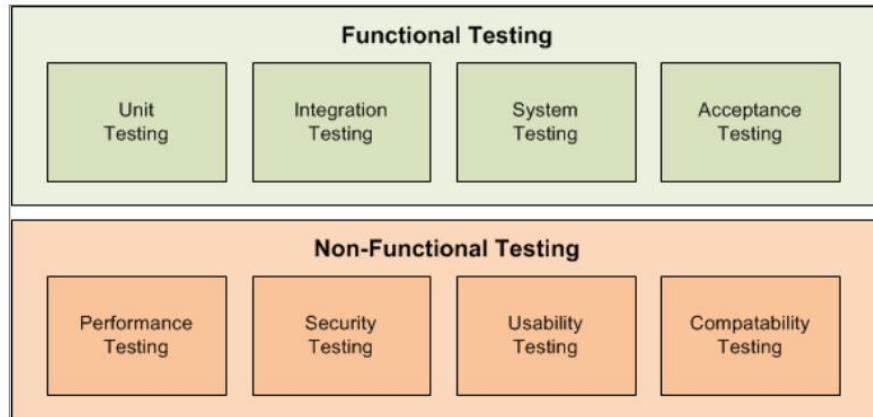 Functional Testing
Unit
Testing
Integration
Testing
System
Testing
Acceptance
Testing
Non-Functional Testing
Performance
Testing
Security
Testing
Usability
Testing
Compatability
Testing